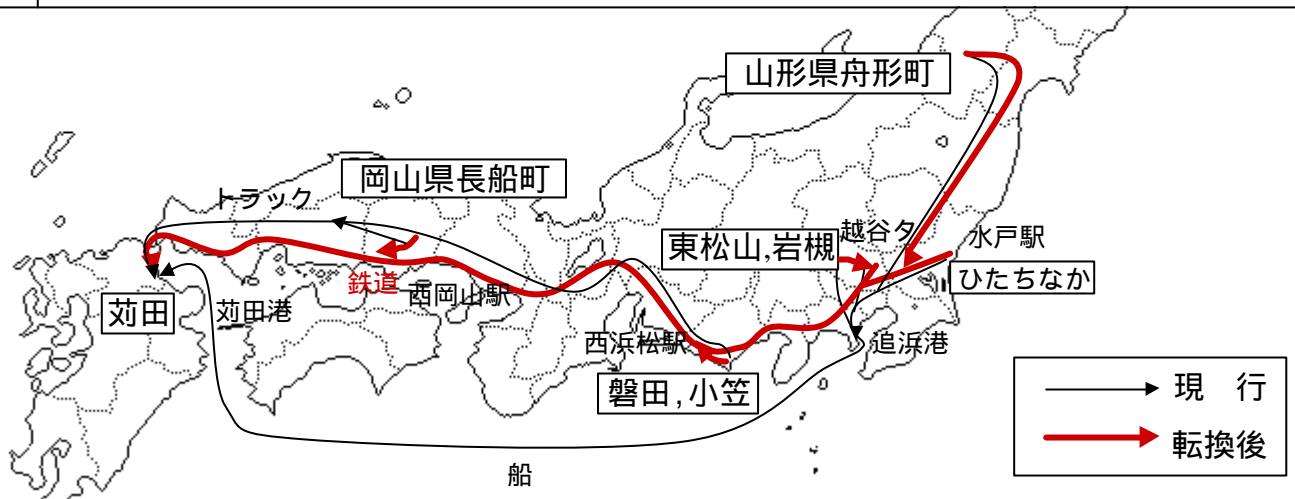 山形県舟形町
岡山県長船町
トラック
越谷タ
水戸駅
東松山,岩槻
ひたちなか
鉄道
西岡山駅
苅田
苅田港
西浜松駅
追浜港
磐田,小笠
船
現 行
転換後